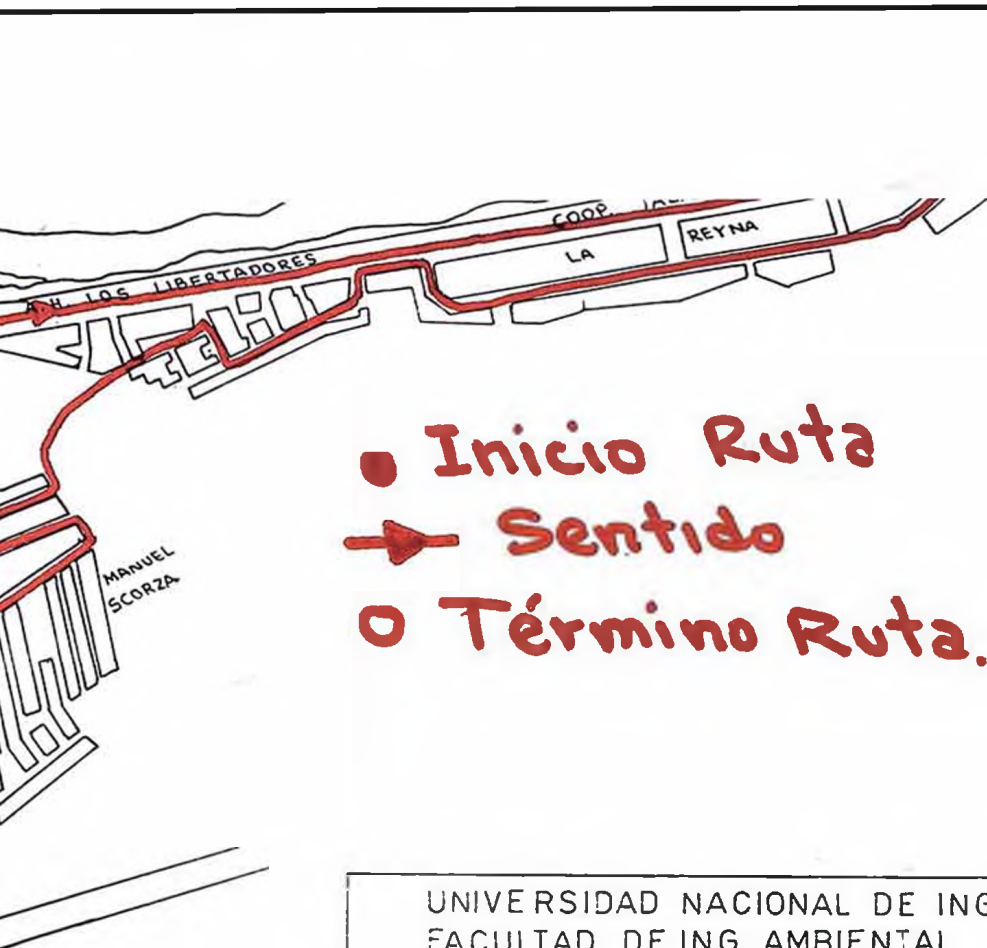 COOP.
REYNA
LA
H. LOS LIBERTADORES
Inicio Ruta
Sentido
Término Ruta.
MANUEL
SCORZA
UNIVERSIDAD NACIONAL DE ING
FACULTAD DE ING AMBIENTAL